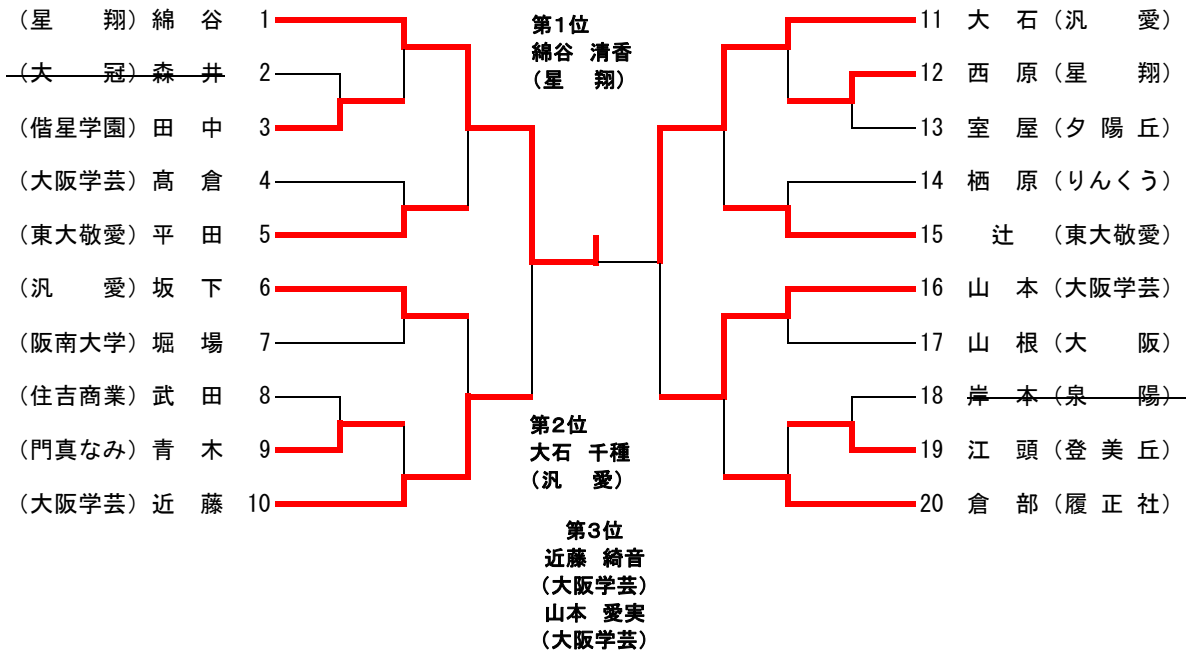 (星　翔) 綿 谷 1
(大　冠) 森 井 2
(偕星学園) 田 中 3
(大阪学芸) 髙 倉 4
(東大敬愛) 平 田 5
(汎　愛) 坂 下 6
(阪南大学) 堀 場 7
(住吉商業) 武 田 8
(門真なみ) 青 木 9
(大阪学芸) 近 藤 10
第1位
綿谷 清香
(星　翔)
第2位
大石 千種
(汎　愛)
第3位
近藤 綺音
(大阪学芸)
山本 愛実
(大阪学芸)
11 大 石 (汎　愛)
12 西 原 (星　翔)
13 室 屋 (夕 陽 丘)
14 栖 原 (りんくう)
15 辻 (東大敬愛)
16 山 本 (大阪学芸)
17 山 根 (大　阪)
18 岸 本 (泉　陽)
19 江 頭 (登 美 丘)
20 倉 部 (履 正 社)